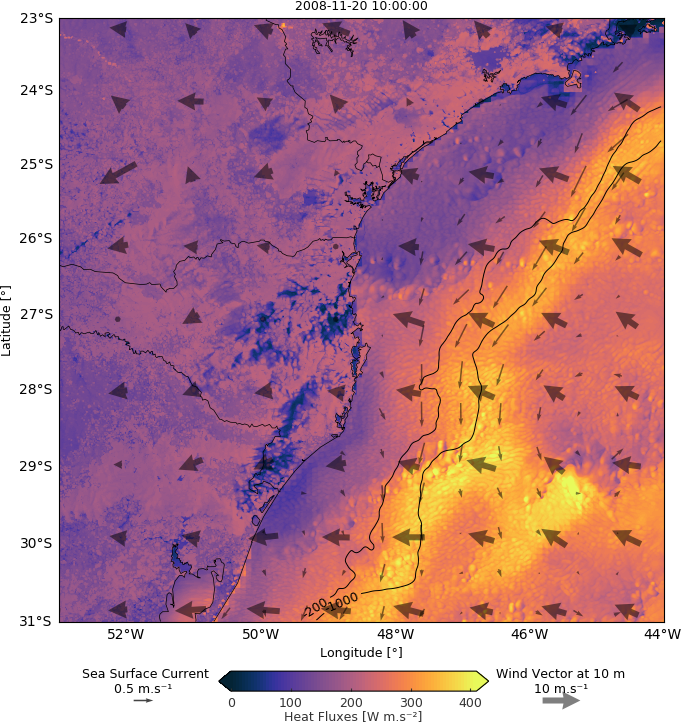 2008-11-20 10:00:00
23°S
24°S
25°S
26°S
27°S
28°S
29°S
30°S
31°S
Latitude [°]
200
1000
52°W 50°W 48°W 46°W 44°W
Longitude [°]
Sea Surface Current
0.5 m.s⁻¹
Wind Vector at 10 m
10 m.s⁻¹
0 100 200 300 400
Heat Fluxes [W m.s⁻²]